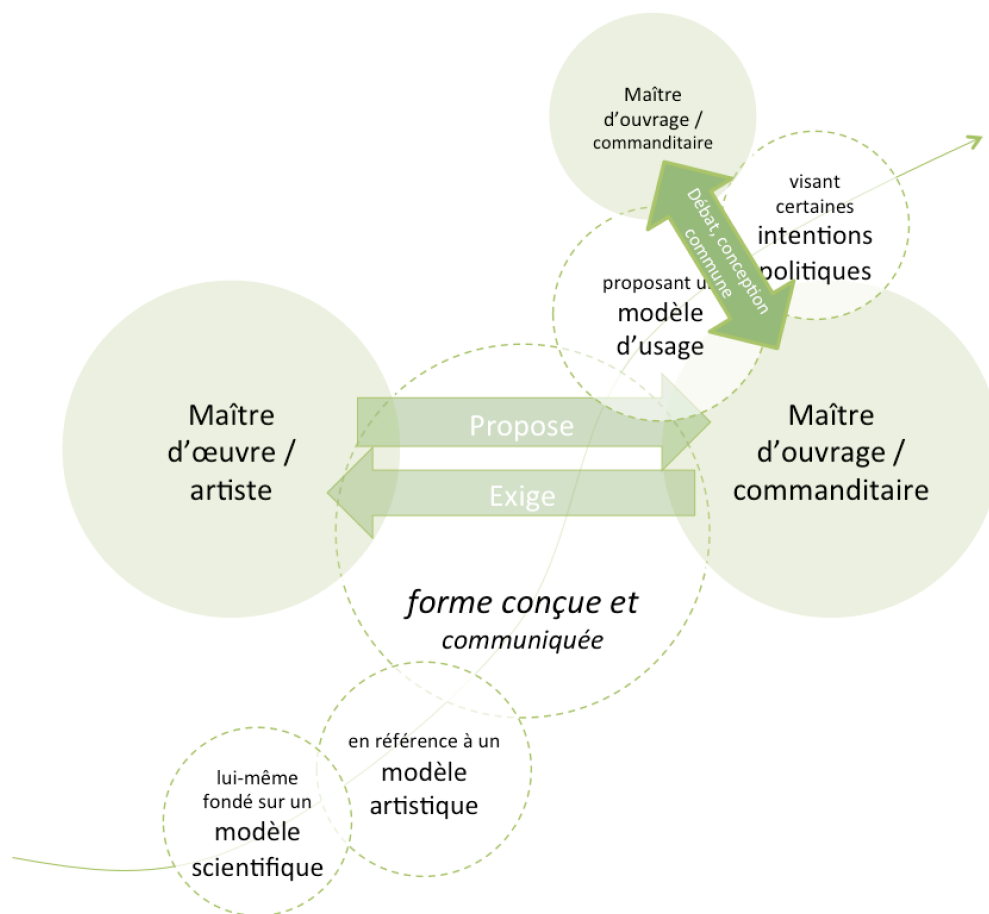 Maître
d'ouvrage /
commanditaire
visant
certaines
intentions
politiques
Débat, conception
commune
proposant un
modèle
d'usage
Maître
d'œuvre /
artiste
Propose
Exige
Maître
d'ouvrage /
commanditaire
forme conçue et
communiquée
en référence à un
modèle
artistique
lui-même
fondé sur un
modèle
scientifique